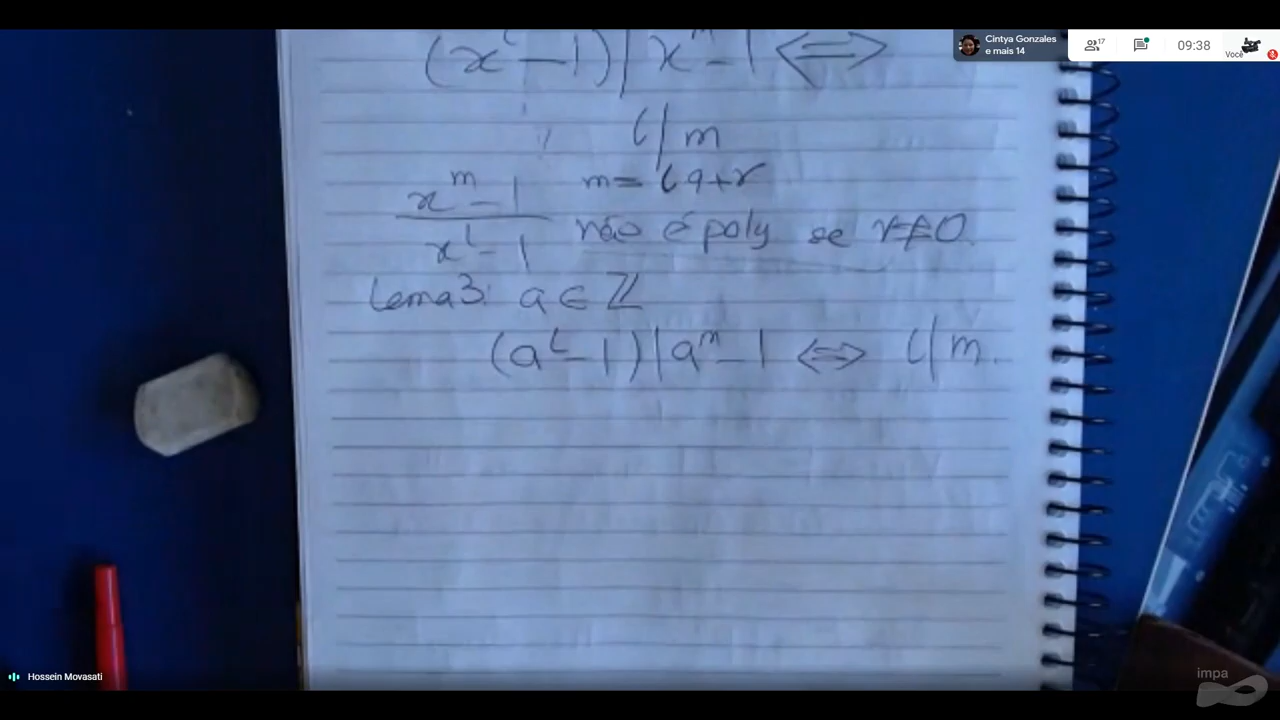 Cintya Gonzales
e mais 14
17
09:38
Você
(x^l - 1) | x^m - 1 ⟺
l | m
x^m - 1 / x^l - 1
m = lq + r
não é poly se r ≠ 0.
Lema 3: a ∈ ℤ
(a^l - 1) | a^m - 1 ⟺ l | m.
Hossein Movasati
impa